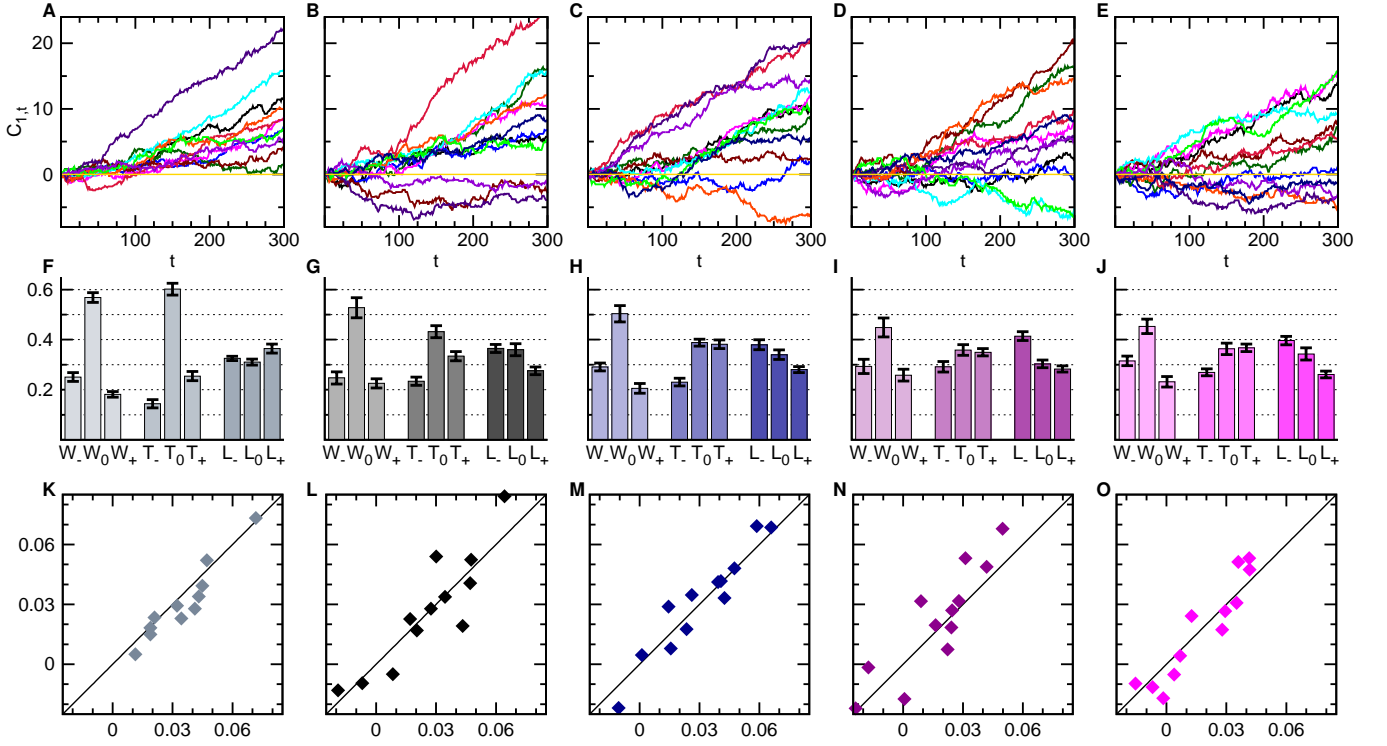 A B C D E
20
10
0
C1,t
100 200 300 100 200 300 100 200 300 100 200 300 100 200 300
t t t t t
F G H I J
0.6
0.4
0.2
W- W0 W+ T- T0 T+ L- L0 L+ W- W0 W+ T- T0 T+ L- L0 L+ W- W0 W+ T- T0 T+ L- L0 L+ W- W0 W+ T- T0 T+ L- L0 L+ W- W0 W+ T- T0 T+ L- L0 L+
K L M N O
0.06
0.03
0
0 0.03 0.06 0 0.03 0.06 0 0.03 0.06 0 0.03 0.06 0 0.03 0.06